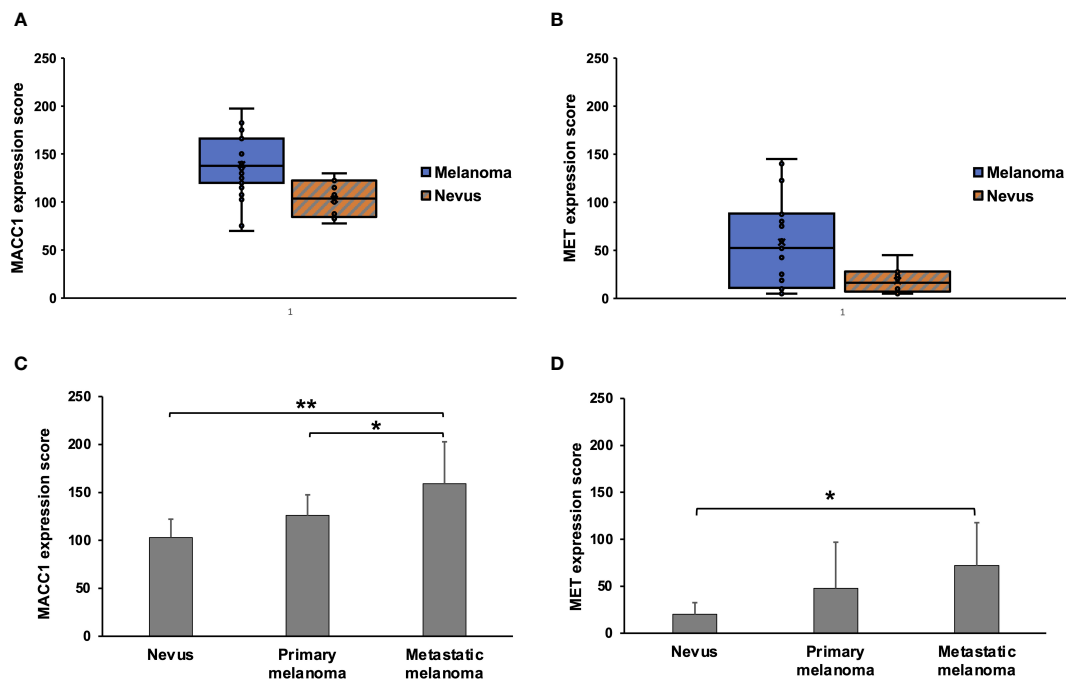 A
MACC1 expression score
250
200
150
100
50
0
1
Melanoma
Nevus
B
MET expression score
250
200
150
100
50
0
1
Melanoma
Nevus
C
MACC1 expression score
250
200
150
100
50
0
**
*
Nevus
Primary
melanoma
Metastatic
melanoma
D
MET expression score
250
200
150
100
50
0
*
Nevus
Primary
melanoma
Metastatic
melanoma